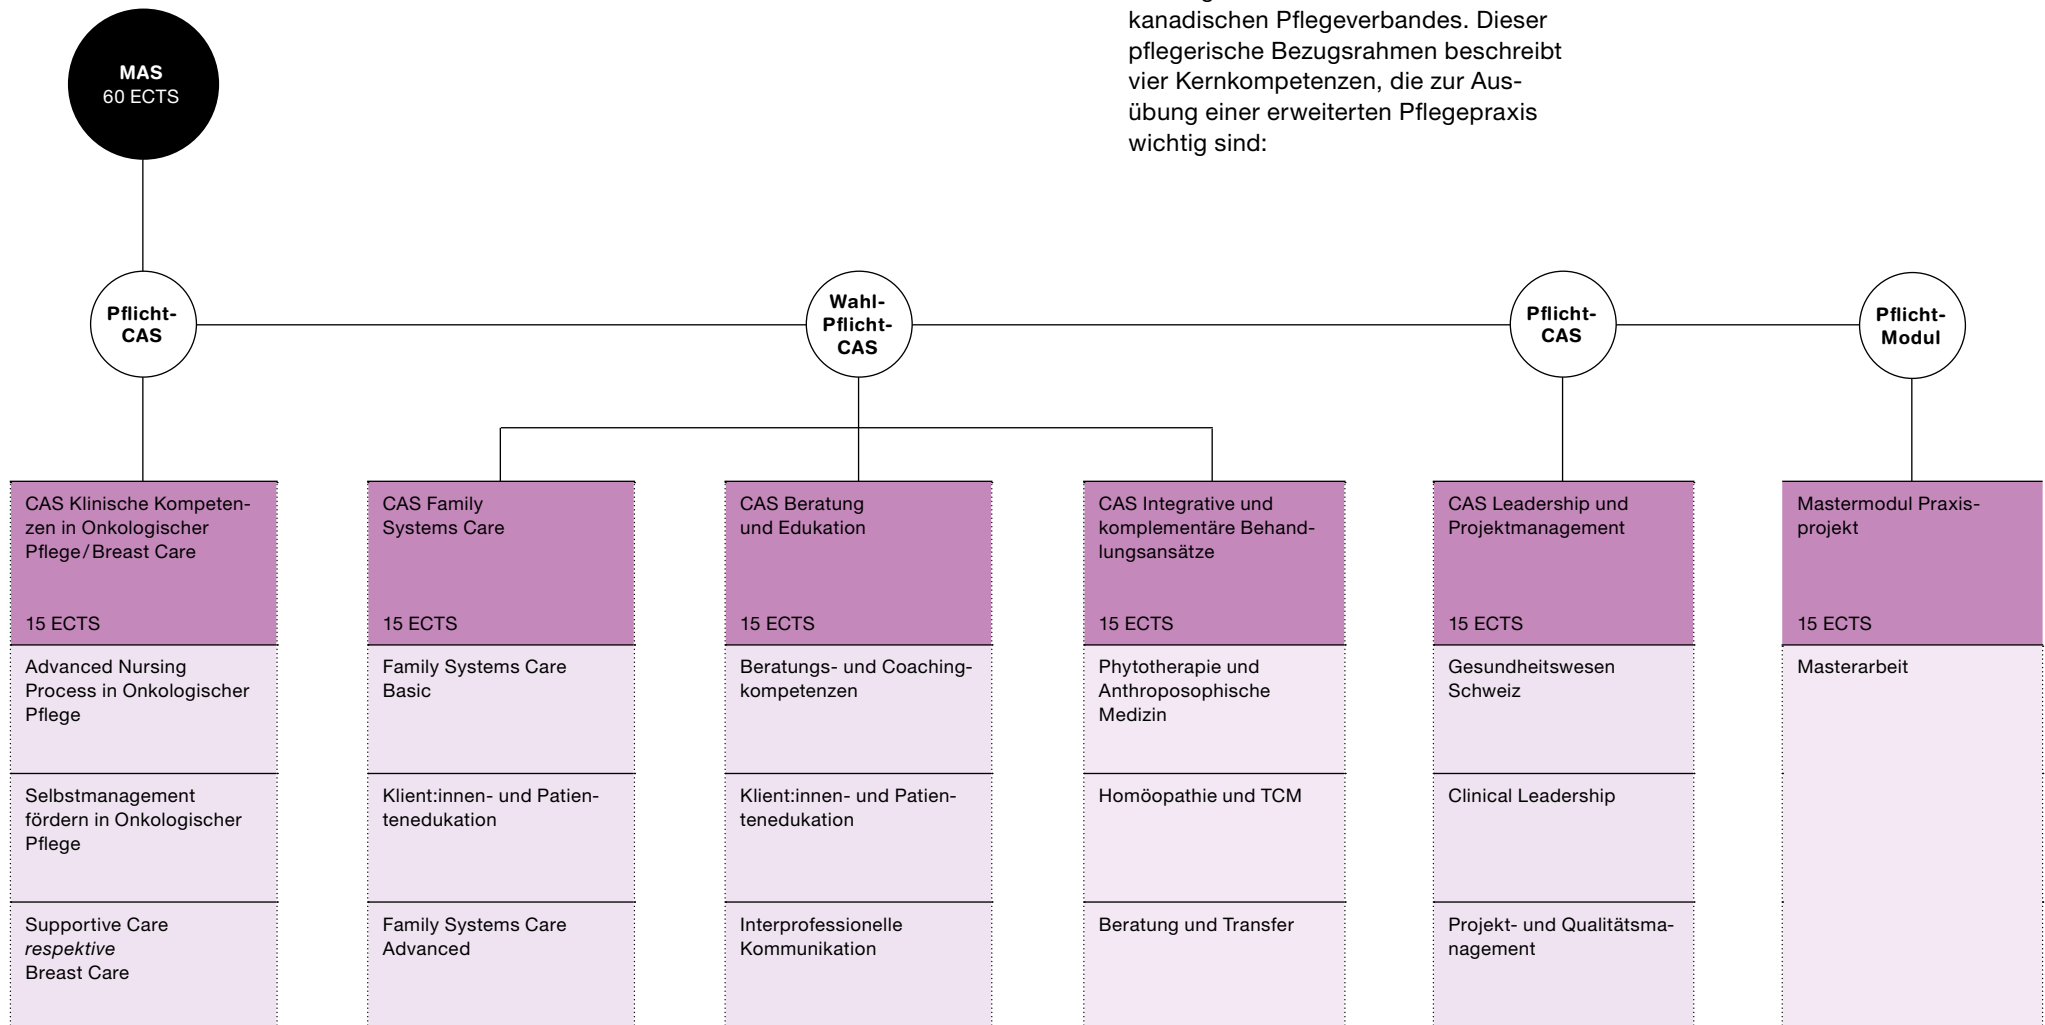 kanadischen Pflegeverbandes. Dieser
pflegerische Bezugsrahmen beschreibt
vier Kernkompetenzen, die zur Aus-
übung einer erweiterten Pflegepraxis
wichtig sind:
MAS
60 ECTS
Pflicht-
CAS
Wahl-
Pflicht-
CAS
Pflicht-
CAS
Pflicht-
Modul
CAS Klinische Kompeten-
zen in Onkologischer
Pflege/Breast Care
15 ECTS
Advanced Nursing
Process in Onkologischer
Pflege
Selbstmanagement
fördern in Onkologischer
Pflege
Supportive Care
respektive
Breast Care
CAS Family
Systems Care
15 ECTS
Family Systems Care
Basic
Klient:innen- und Patien-
tenedukation
Family Systems Care
Advanced
CAS Beratung
und Edukation
15 ECTS
Beratungs- und Coaching-
kompetenzen
Klient:innen- und Patien-
tenedukation
Interprofessionelle
Kommunikation
CAS Integrative und
komplementäre Behand-
lungsansätze
15 ECTS
Phytotherapie und
Anthroposophische
Medizin
Homöopathie und TCM
Beratung und Transfer
CAS Leadership und
Projektmanagement
15 ECTS
Gesundheitswesen
Schweiz
Clinical Leadership
Projekt- und Qualitätsma-
nagement
Mastermodul Praxis-
projekt
15 ECTS
Masterarbeit